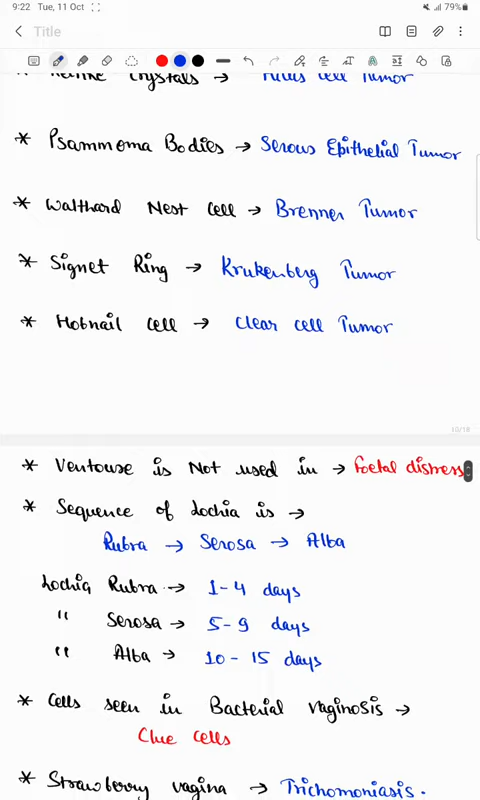 9:22 Tue, 11 Oct 79%
Title
* Crystals → Cell Tumor
* Psammoma Bodies → Serous Epithelial Tumor
* Walthard Nest cell → Brenner Tumor
* Signet Ring → Krukenberg Tumor
* Hobnail cell → Clear cell Tumor
10/18
* Ventouse is Not used in → Foetal distress
* Sequence of Lochia is →
Rubra → Serosa → Alba
Lochia Rubra → 1-4 days
" Serosa → 5-9 days
" Alba → 10-15 days
* Cells seen in Bacterial vaginosis →
Clue Cells
* Strawberry vagina → Trichomoniasis.